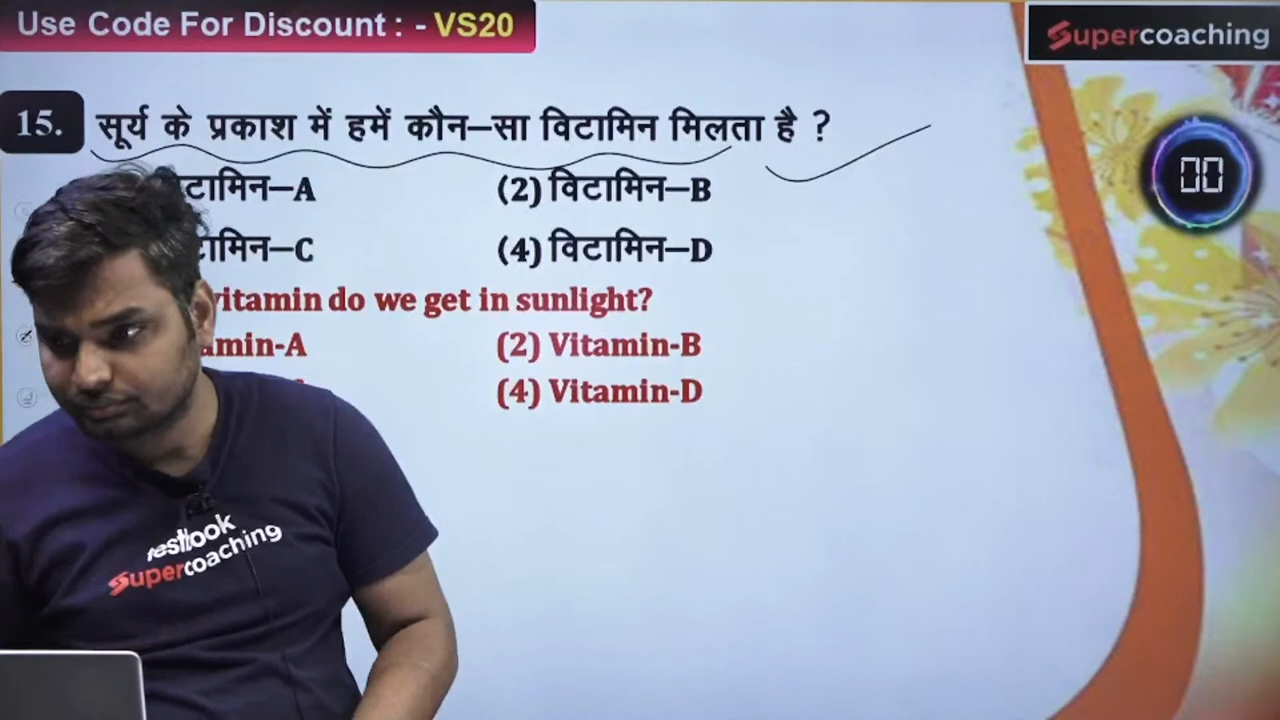 Use Code For Discount : - VS20
Supercoaching
15. सूर्य के प्रकाश में हमें कौन–सा विटामिन मिलता है ?
00
टामिन–A (2) विटामिन–B
टामिन–C (4) विटामिन–D
vitamin do we get in sunlight?
amin-A (2) Vitamin-B
(4) Vitamin-D
testbook
Supercoaching